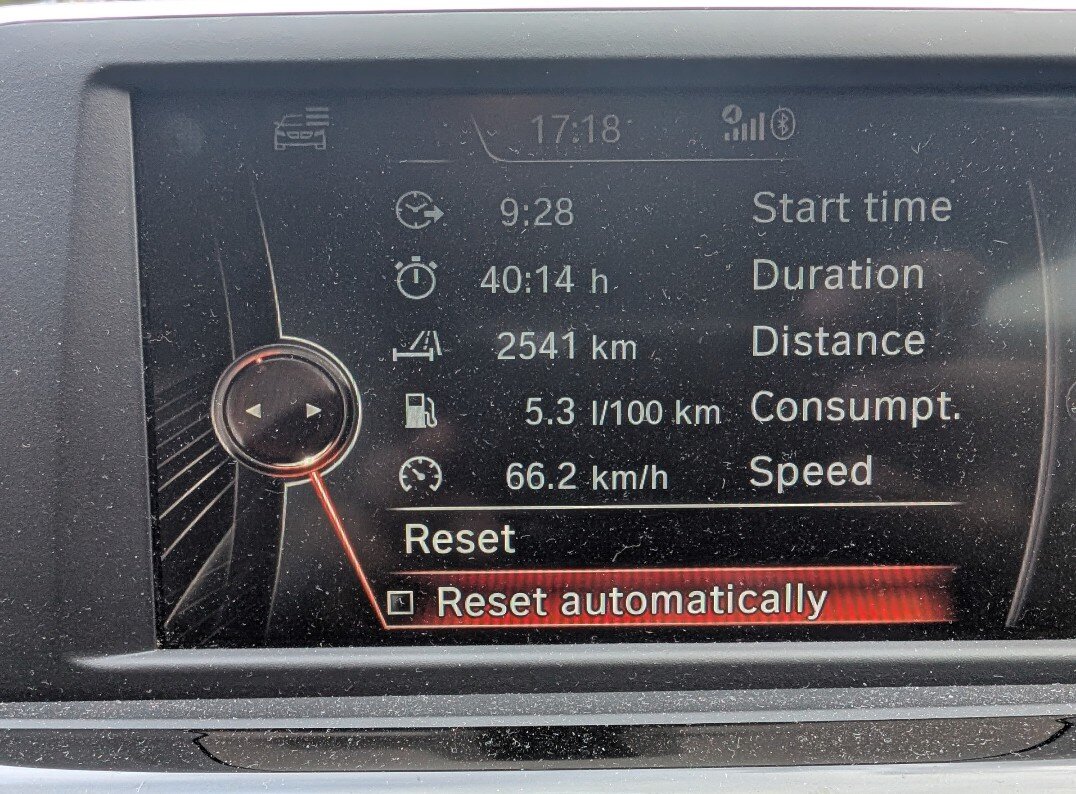 17:18
9:28 Start time
40:14 h Duration
2541 km Distance
5.3 l/100 km Consumpt.
66.2 km/h Speed
Reset
Reset automatically